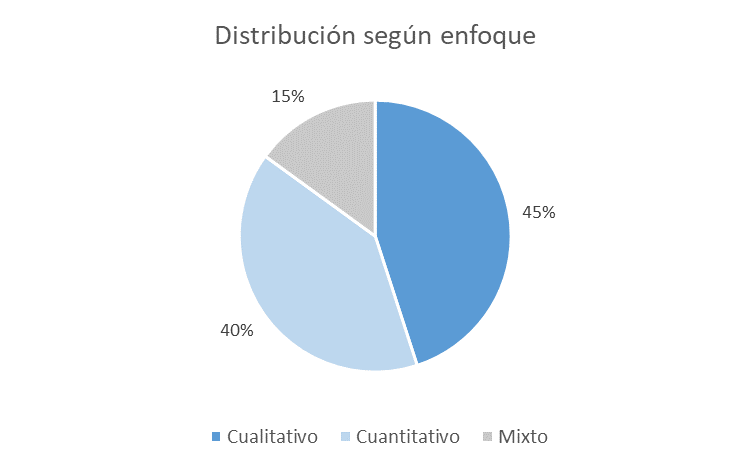 Distribución según enfoque
15%
45%
40%
Cualitativo Cuantitativo Mixto